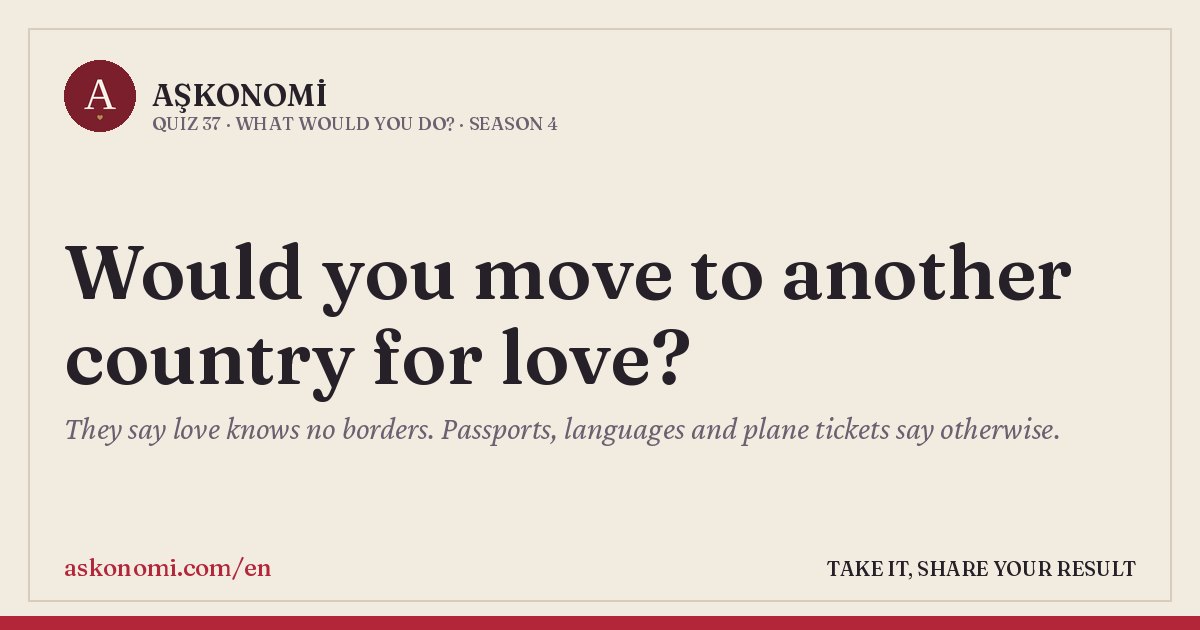 A
AŞKONOMİ
QUIZ 37 · WHAT WOULD YOU DO? · SEASON 4
Would you move to another
country for love?
They say love knows no borders. Passports, languages and plane tickets say otherwise.
askonomi.com/en
TAKE IT, SHARE YOUR RESULT